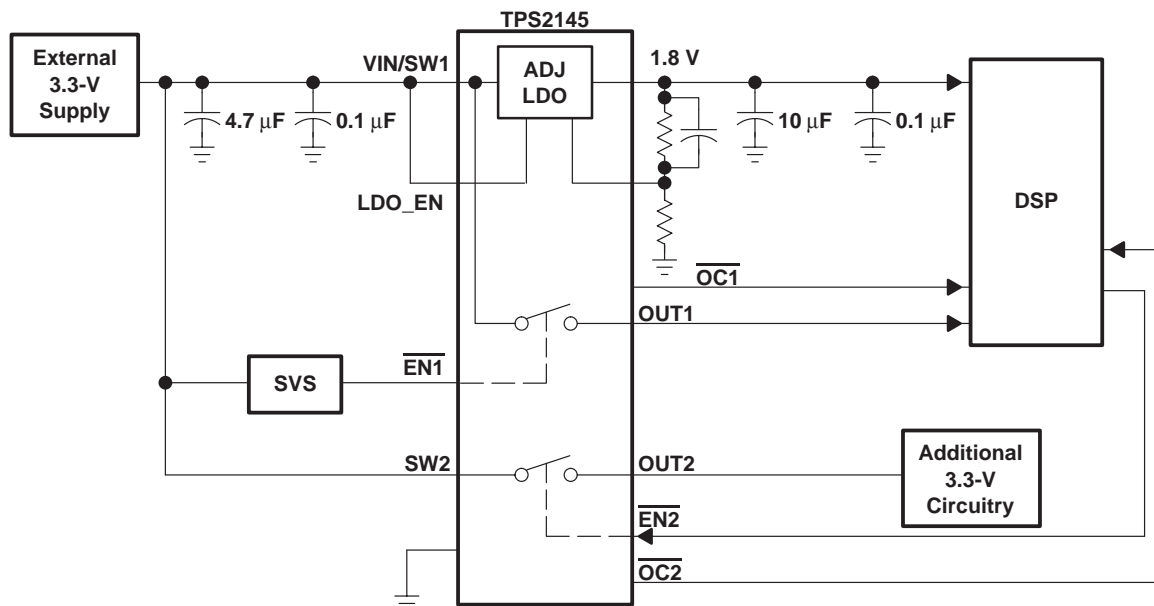 TPS2145
External
3.3-V
Supply
VIN/SW1
ADJ
LDO
1.8 V
4.7 μF
0.1 μF
10 μF
0.1 μF
LDO_EN
DSP
OC1
OUT1
EN1
SVS
SW2
OUT2
Additional
3.3-V
Circuitry
EN2
OC2